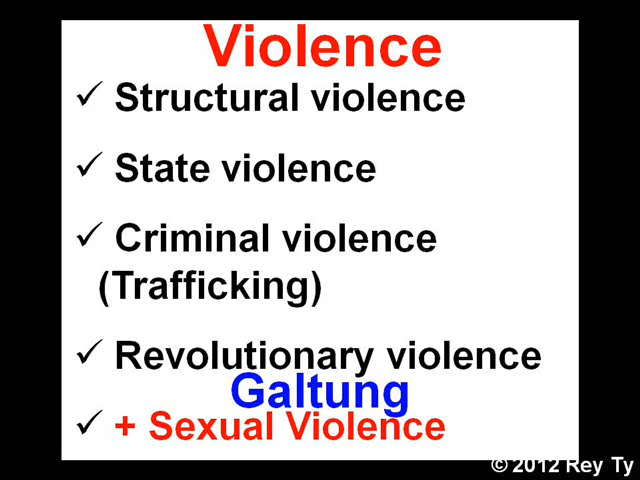 Violence
✓ Structural violence
✓ State violence
✓ Criminal violence
(Trafficking)
✓ Revolutionary violence
Galtung
✓ + Sexual Violence
© 2012 Rey Ty